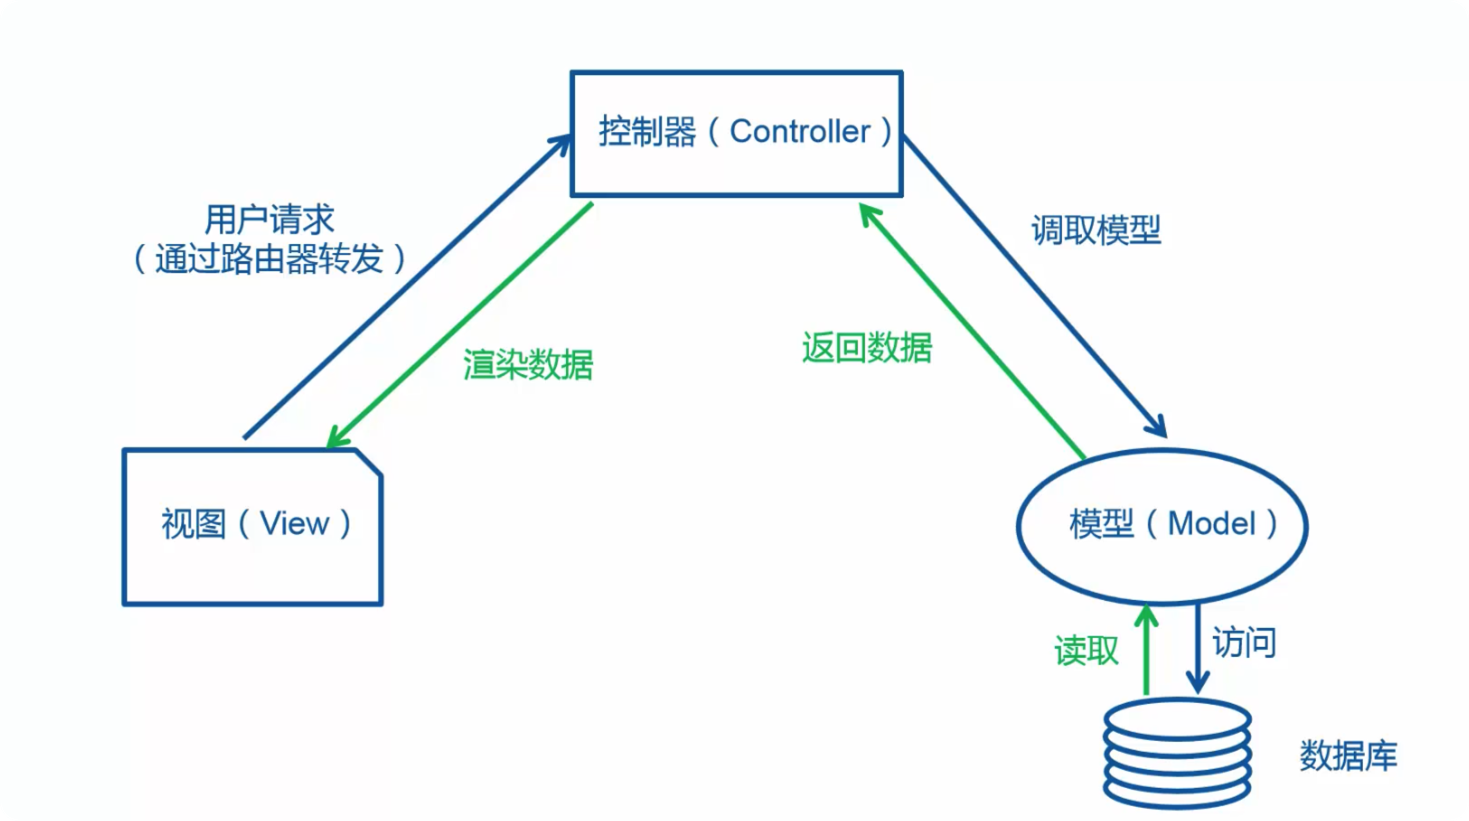 控制器（Controller）
用户请求
（通过路由器转发）
调取模型
返回数据
渲染数据
视图（View）
模型（Model）
读取
访问
数据库